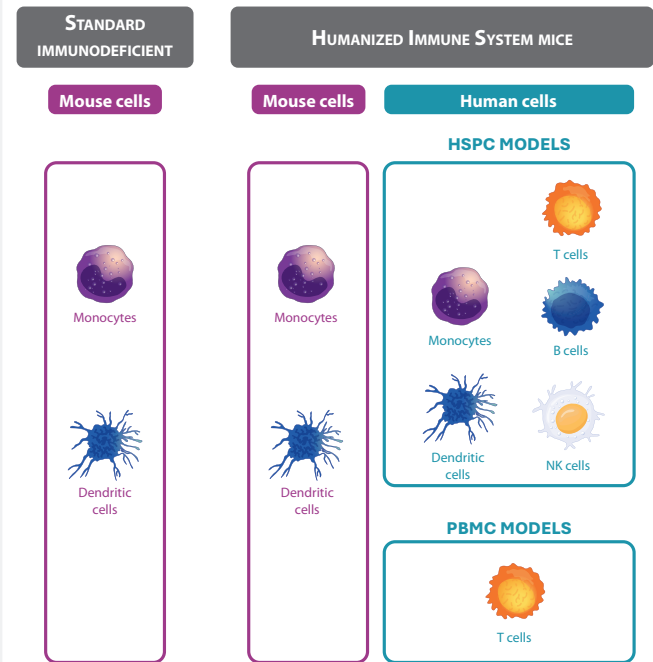 STANDARD
IMMUNODEFICIENT
HUMANIZED IMMUNE SYSTEM MICE
Mouse cells
Mouse cells
Human cells
HSPC MODELS
T cells
Monocytes
Monocytes
Monocytes
B cells
Dendritic
cells
Dendritic
cells
Dendritic
cells
NK cells
PBMC MODELS
T cells